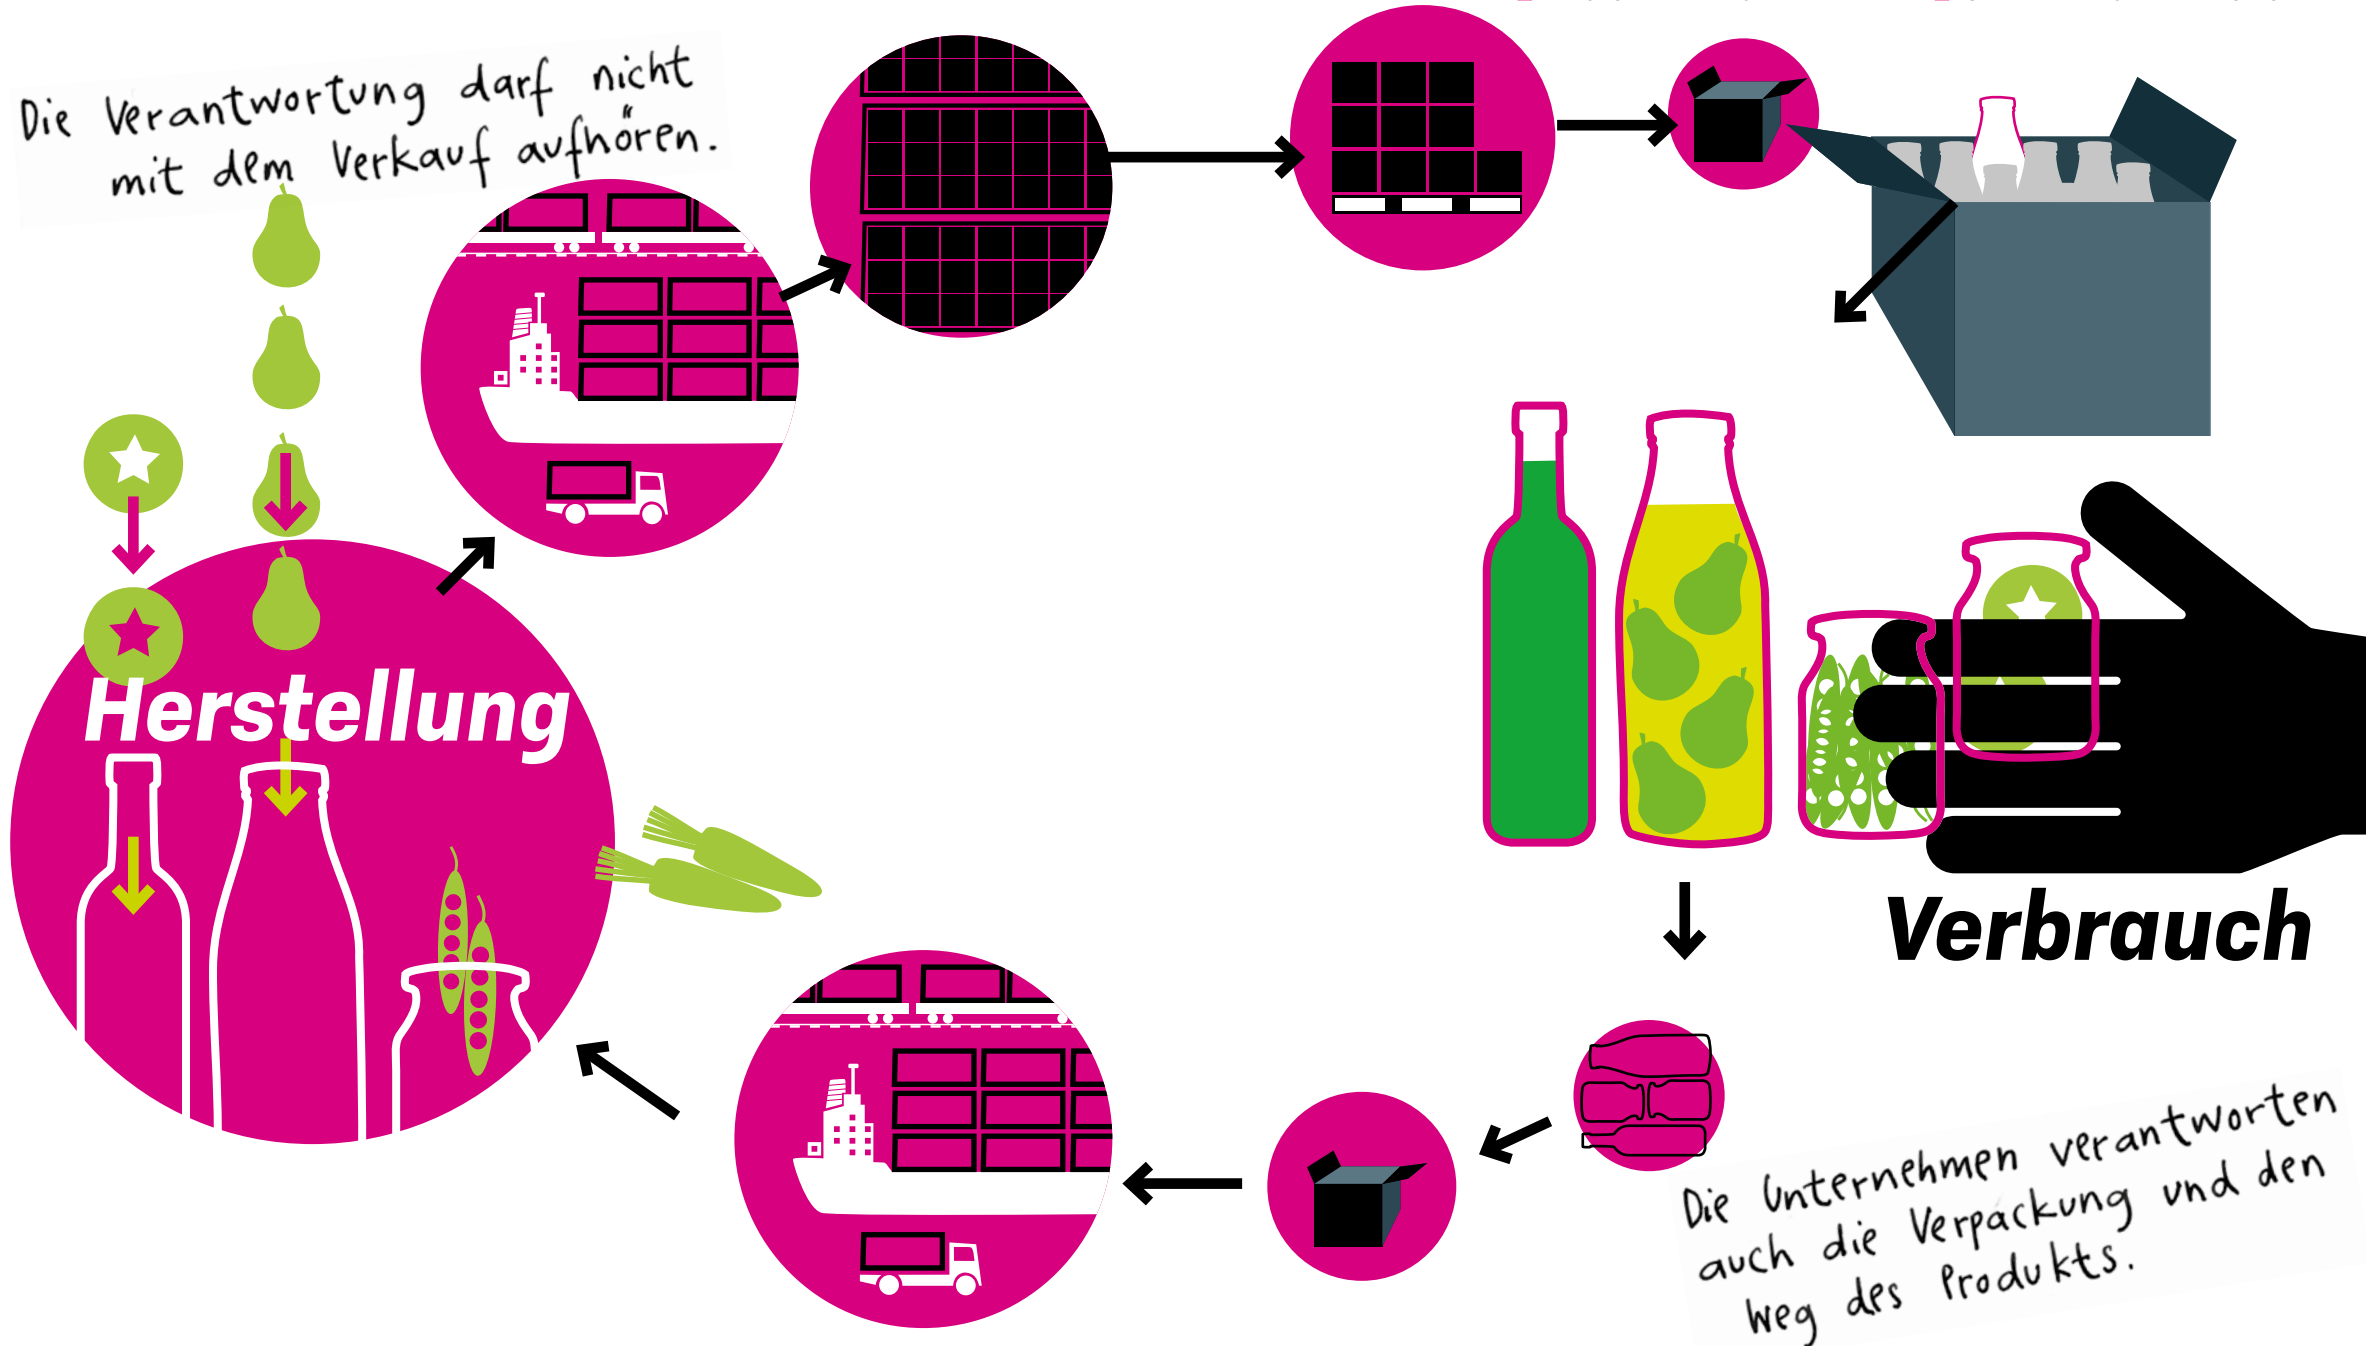 Die Verantwortung darf nicht
mit dem Verkauf aufhören.
Herstellung
Verbrauch
Die Unternehmen verantworten
auch die Verpackung und den
Weg des Produkts.